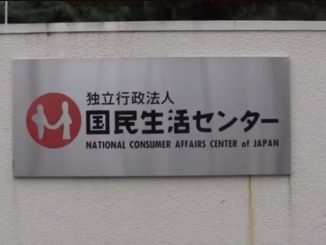 独立行政法人
国民生活センター
NATIONAL CONSUMER AFFAIRS CENTER of JAPAN